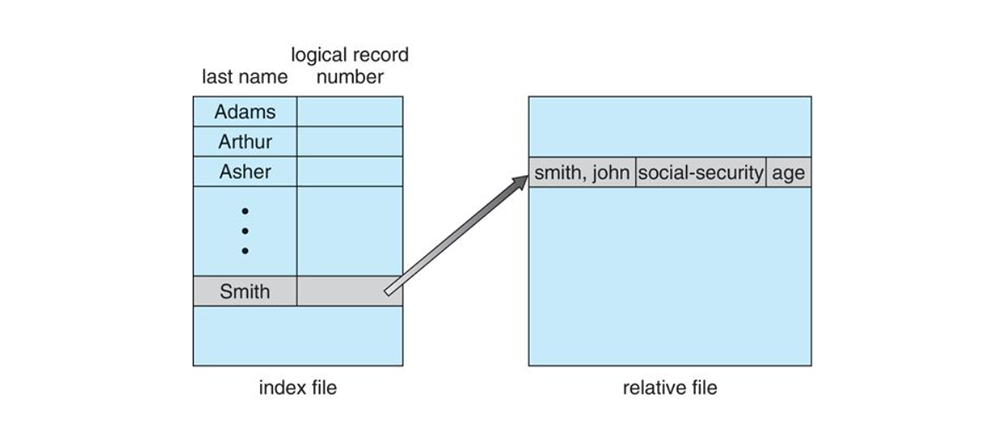 logical record
last name number
Adams
Arthur
Asher
smith, john social-security age
Smith
index file
relative file